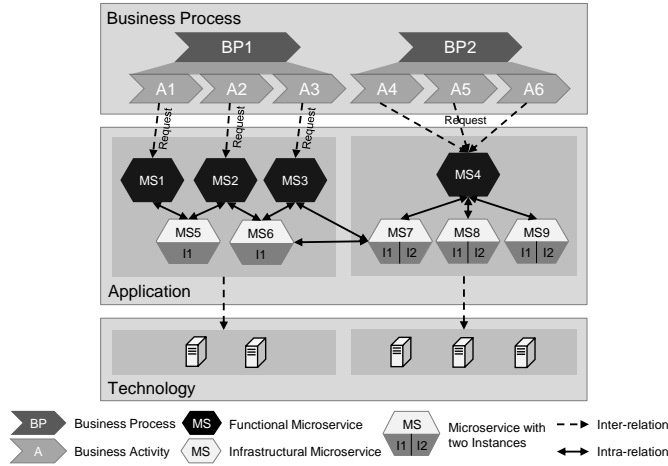 Business Process
BP1 BP2
A1 A2 A3 A4 A5 A6
Request Request Request Request
MS1 MS2 MS3 MS4
MS5 MS6 MS7 MS8 MS9
I1 I1 I1 I2 I1 I2 I1 I2
Application
Technology
BP Business Process MS Functional Microservice MS I1 I2 Microservice with Inter-relation
two Instances
A Business Activity MS Infrastructural Microservice Intra-relation